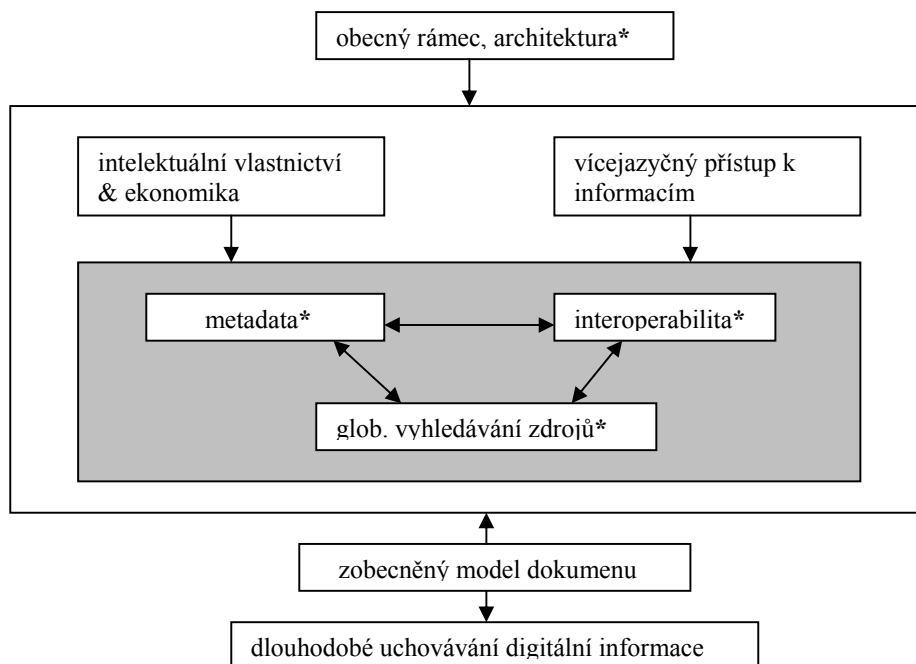 obecný rámec, architektura*
intelektuální vlastnictví
& ekonomika
vícejazyčný přístup k
informacím
metadata*
interoperabilita*
glob. vyhledávání zdrojů*
zobecněný model dokumenu
dlouhodobé uchovávání digitální informace